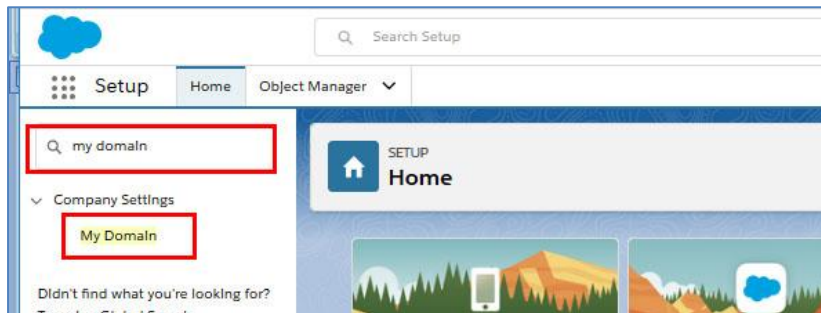 Search Setup
Setup Home Object Manager
my domain
SETUP
Home
Company Settings
My Domain
Didn't find what you're looking for?